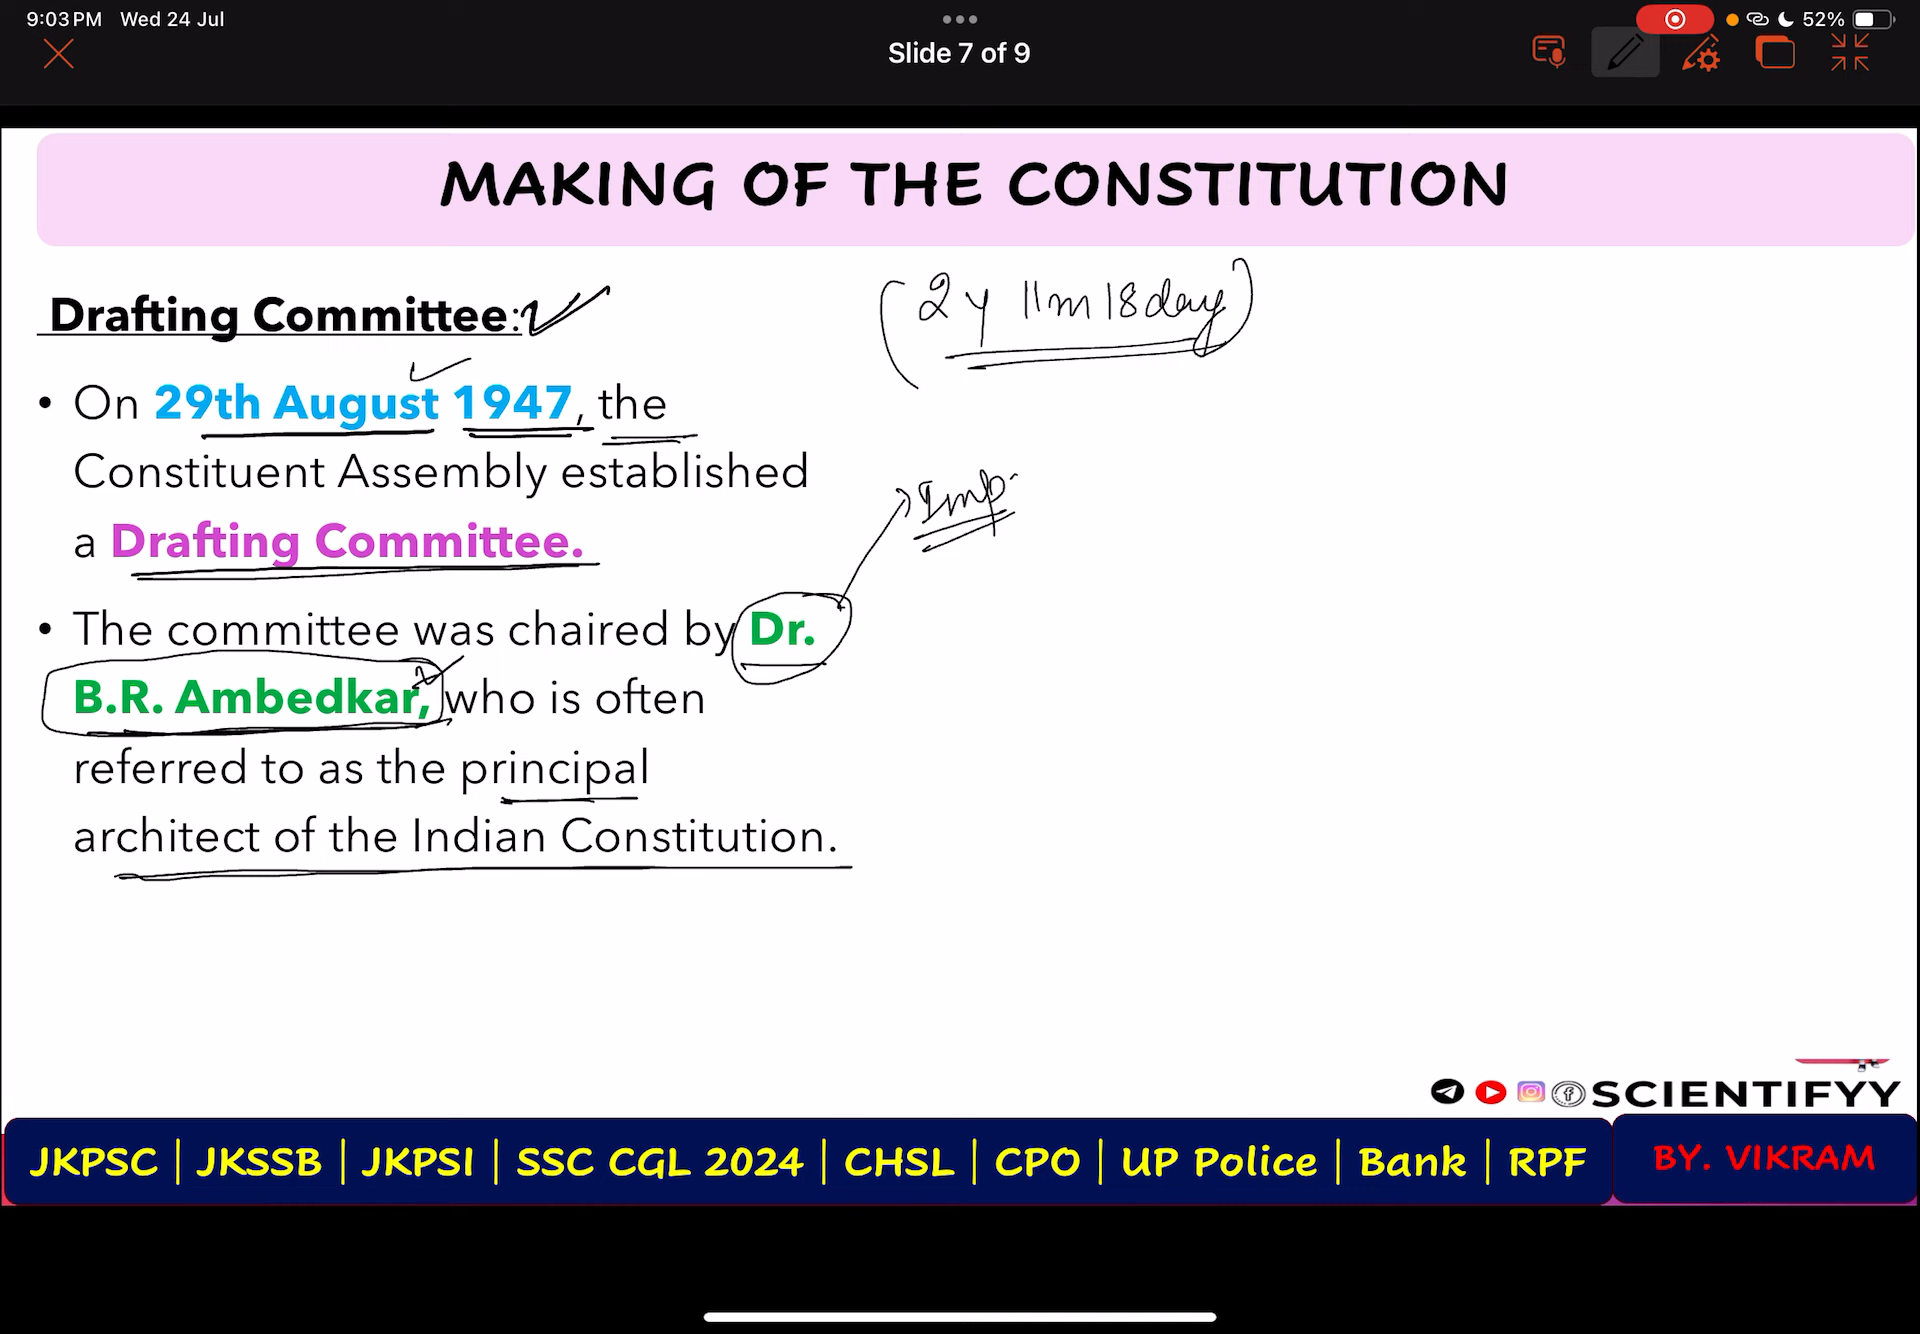 9:03 PM Wed 24 Jul
52%
Slide 7 of 9
MAKING OF THE CONSTITUTION
Drafting Committee:
(2y 11m 18day)
• On 29th August 1947, the
Constituent Assembly established
a Drafting Committee.
Imp.
• The committee was chaired by Dr.
B.R. Ambedkar, who is often
referred to as the principal
architect of the Indian Constitution.
SCIENTIFYY
JKPSC | JKSSB | JKPSI | SSC CGL 2024 | CHSL | CPO | UP Police | Bank | RPF
BY. VIKRAM